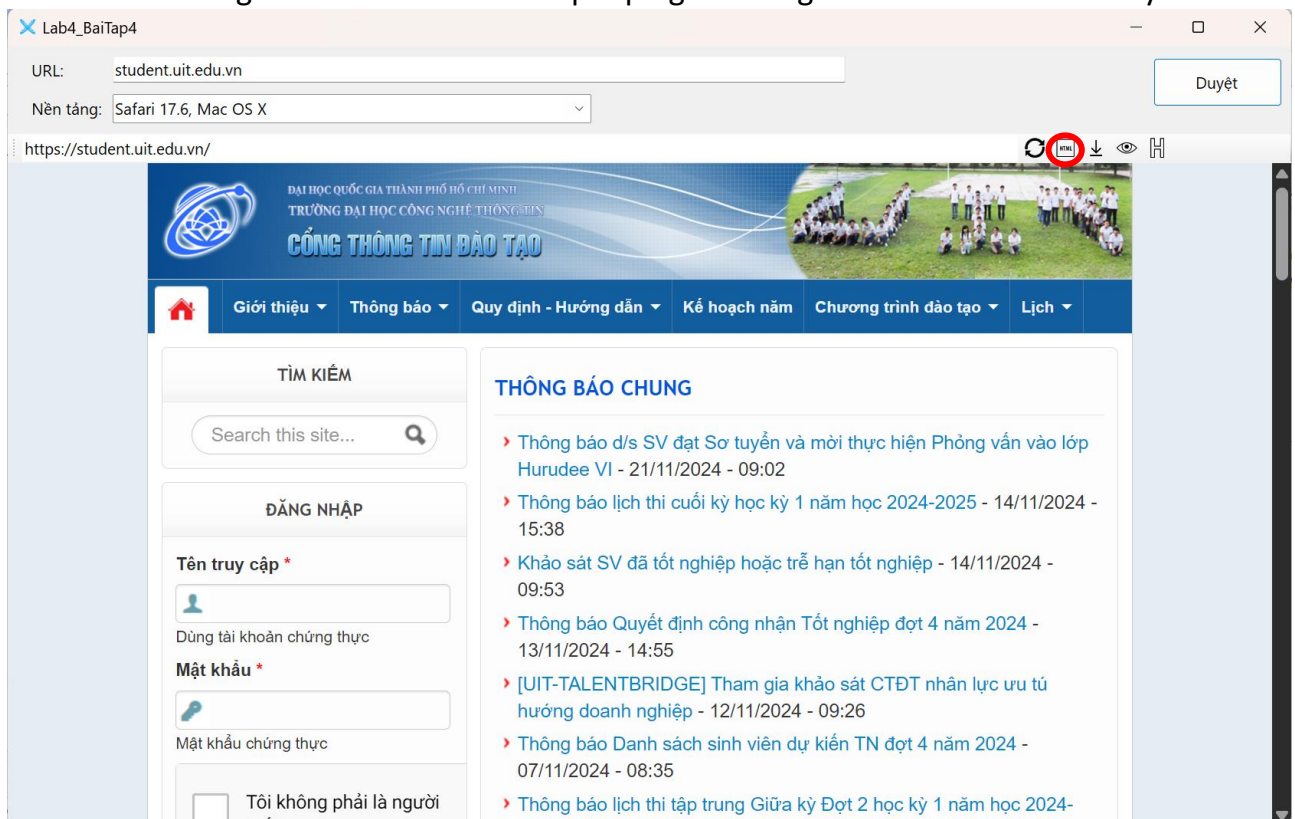 Lab4_BaiTap4
URL: student.uit.edu.vn
Duyệt
Nền tảng: Safari 17.6, Mac OS X
https://student.uit.edu.vn/
HTML
ĐẠI HỌC QUỐC GIA THÀNH PHỐ HỒ CHÍ MINH
TRƯỜNG ĐẠI HỌC CÔNG NGHỆ THÔNG TIN
CỔNG THÔNG TIN ĐÀO TẠO
Giới thiệu Thông báo Quy định - Hướng dẫn Kế hoạch năm Chương trình đào tạo Lịch
TÌM KIẾM
Search this site...
ĐĂNG NHẬP
Tên truy cập *
Dùng tài khoản chứng thực
Mật khẩu *
Mật khẩu chứng thực
Tôi không phải là người
THÔNG BÁO CHUNG
Thông báo d/s SV đạt Sơ tuyển và mời thực hiện Phỏng vấn vào lớp
Hurudee VI - 21/11/2024 - 09:02
Thông báo lịch thi cuối kỳ học kỳ 1 năm học 2024-2025 - 14/11/2024 -
15:38
Khảo sát SV đã tốt nghiệp hoặc trễ hạn tốt nghiệp - 14/11/2024 -
09:53
Thông báo Quyết định công nhận Tốt nghiệp đợt 4 năm 2024 -
13/11/2024 - 14:55
[UIT-TALENTBRIDGE] Tham gia khảo sát CTĐT nhân lực ưu tú
hướng doanh nghiệp - 12/11/2024 - 09:26
Thông báo Danh sách sinh viên dự kiến TN đợt 4 năm 2024 -
07/11/2024 - 08:35
Thông báo lịch thi tập trung Giữa kỳ Đợt 2 học kỳ 1 năm học 2024-